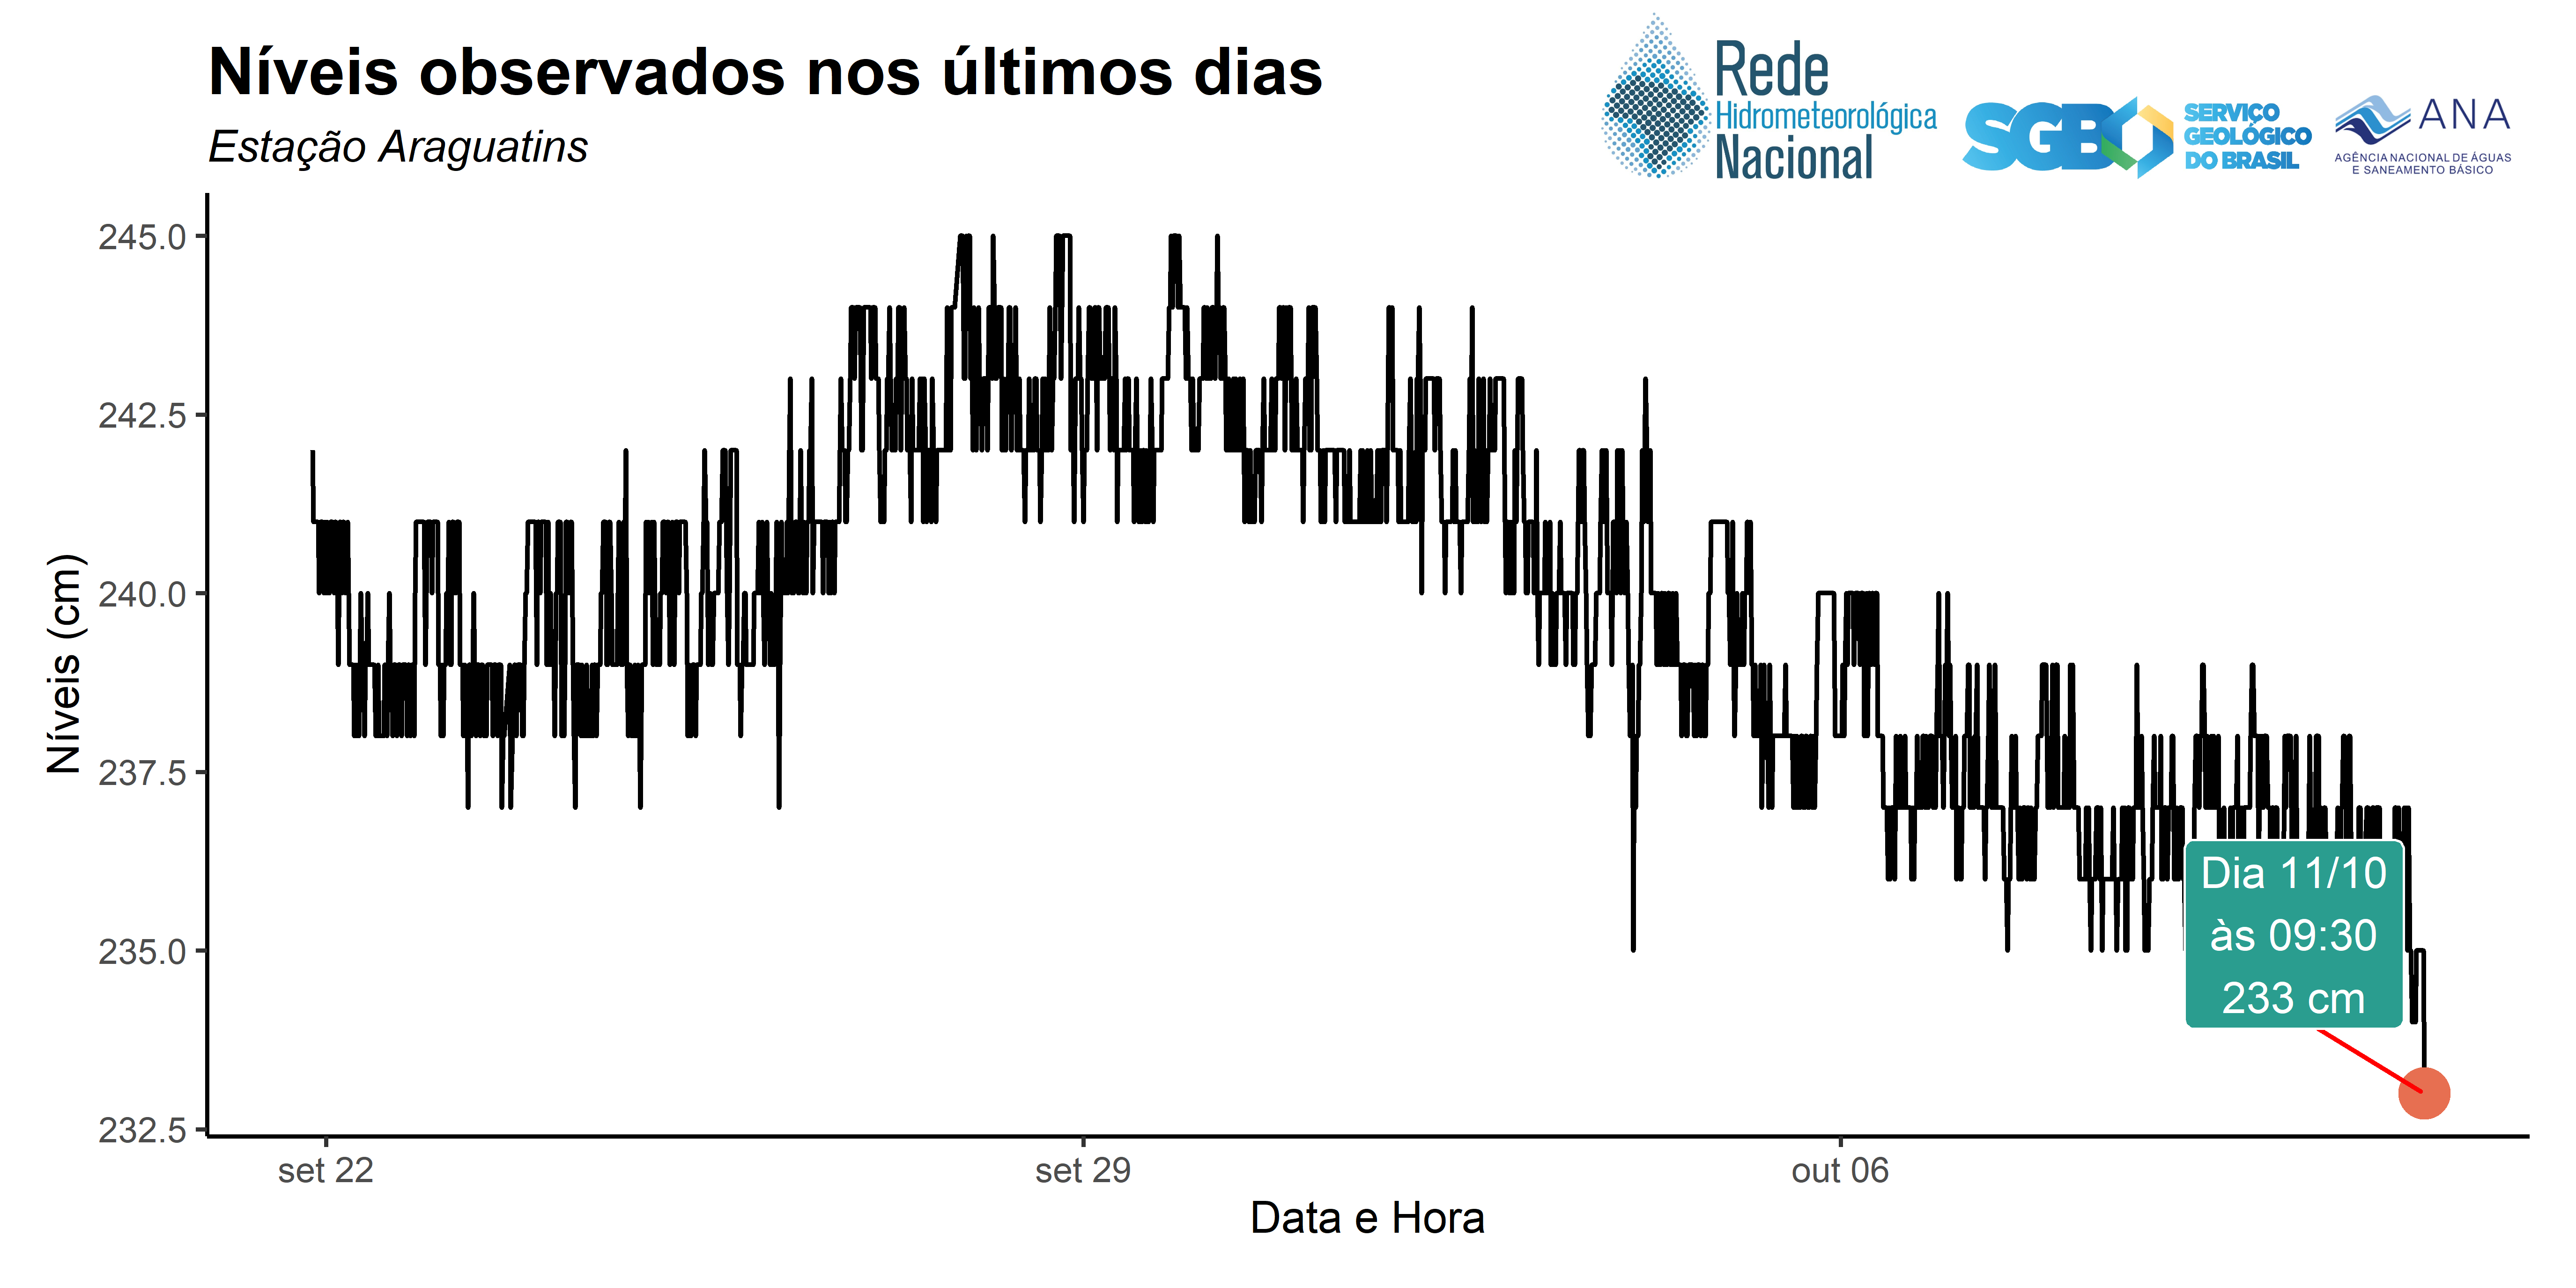 Níveis observados nos últimos dias
Estação Araguatins
Rede
Hidrometeorológica
Nacional
SGB
SERVIÇO
GEOLÓGICO
DO BRASIL
ANA
AGÊNCIA NACIONAL DE ÁGUAS
E SANEAMENTO BÁSICO
Níveis (cm)
245.0
242.5
240.0
237.5
235.0
232.5
Dia 11/10
às 09:30
233 cm
set 22
set 29
out 06
Data e Hora